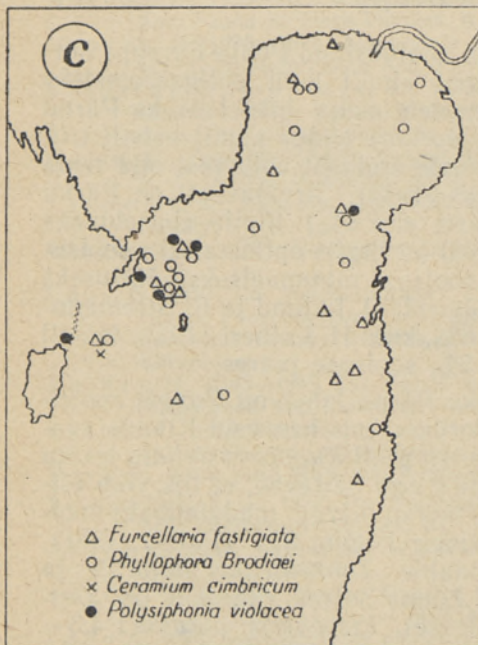 C
Furcellaria fastigiata
Phyllophora Brodiaei
Ceramium cimbricum
Polysiphonia violacea